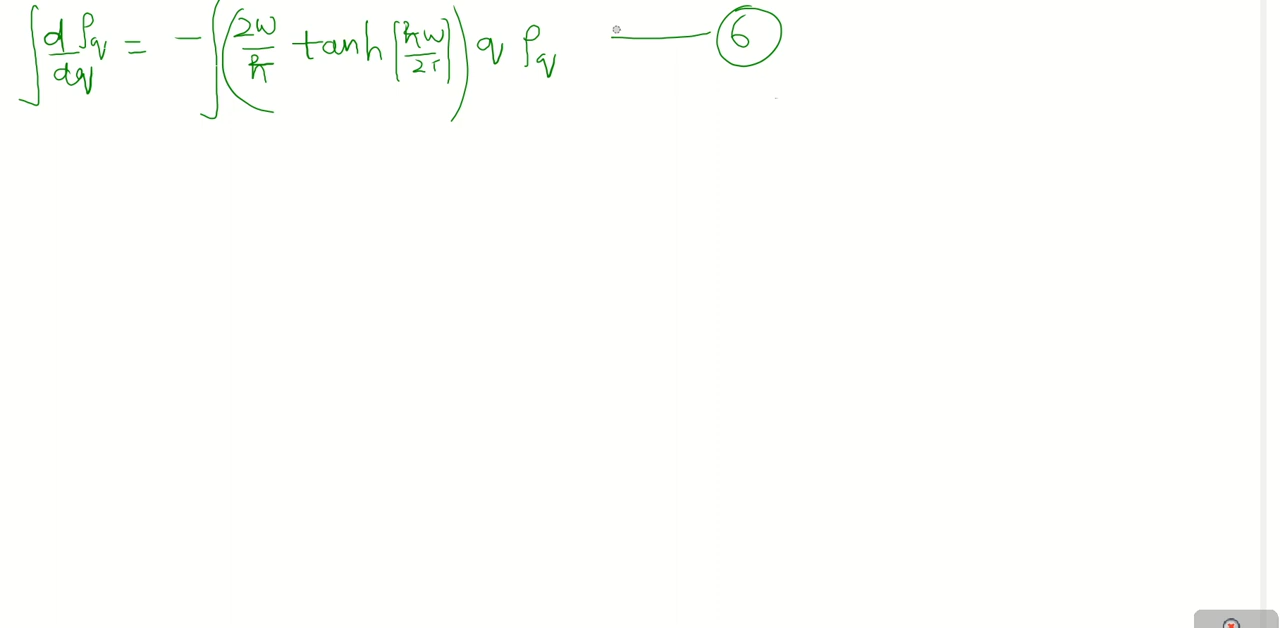 ∫ dρ_q/dq = - ∫ (2ω/ħ tanh [ħω/2T]) q ρ_q ——— ⑥